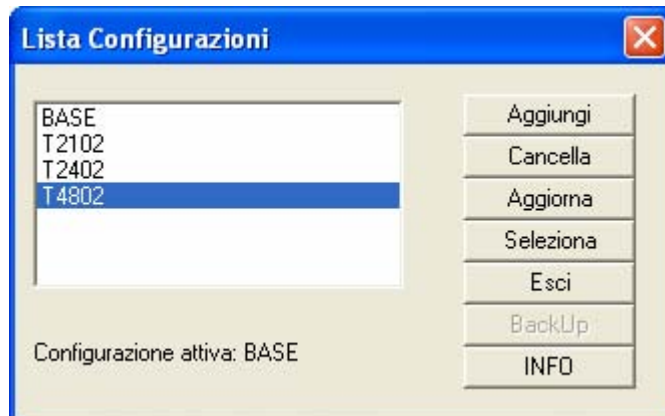 Lista Configurazioni
BASE
T2102
T2402
T4802
Configurazione attiva: BASE
Aggiungi
Cancella
Aggiorna
Seleziona
Esci
BackUp
INFO